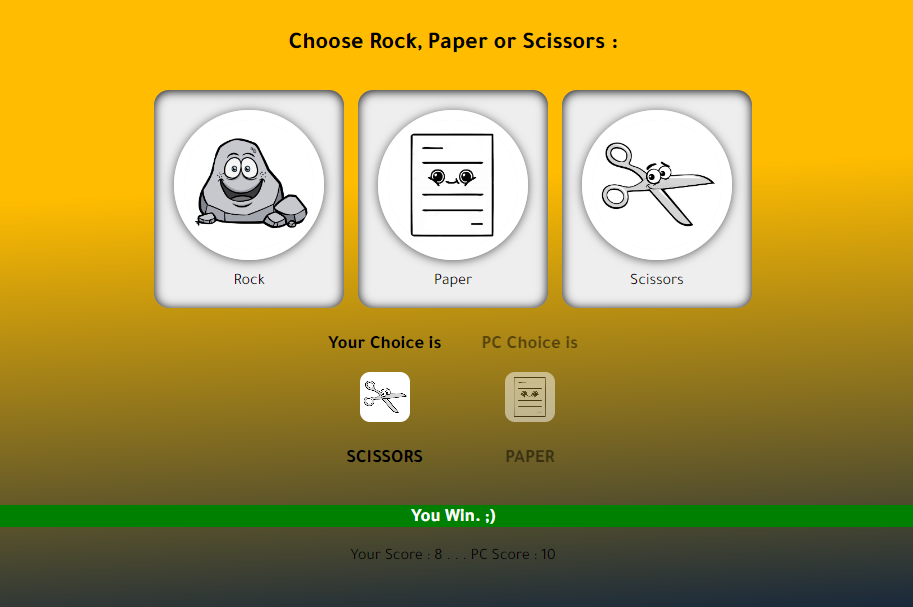 Choose Rock, Paper or Scissors :
Rock
Paper
Scissors
Your Choice is
PC Choice is
SCISSORS
PAPER
You Win. ;)
Your Score : 8 . . . PC Score : 10